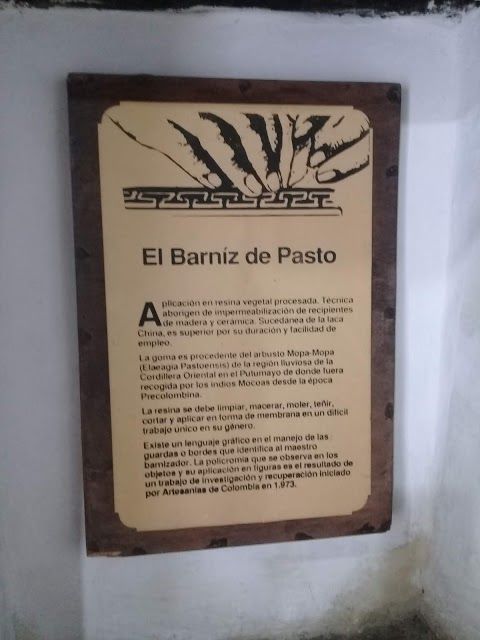 El Barníz de Pasto
Aplicación en resina vegetal procesada. Técnica
aborigen de impermeabilización de recipientes
de madera y cerámica. Sucedánea de la laca
China, es superior por su duración y facilidad de
empleo.
La goma es procedente del arbusto Mopa-Mopa
(Elaeagia Pastoensis) de la región lluviosa de la
Cordillera Oriental en el Putumayo de donde fuera
recogida por los indios Mocoas desde la época
Precolombina.
La resina se debe limpiar, macerar, moler, teñir,
cortar y aplicar en forma de membrana en un difícil
trabajo unico en su género.
Existe un lenguaje gráfico en el manejo de las
guardas o bordes que identifica al maestro
barnizador. La policromía que se observa en los
objetos y su aplicación en figuras es el resultado de
un trabajo de investigación y recuperación iniciado
por Artesanías de Colombia en 1.973.